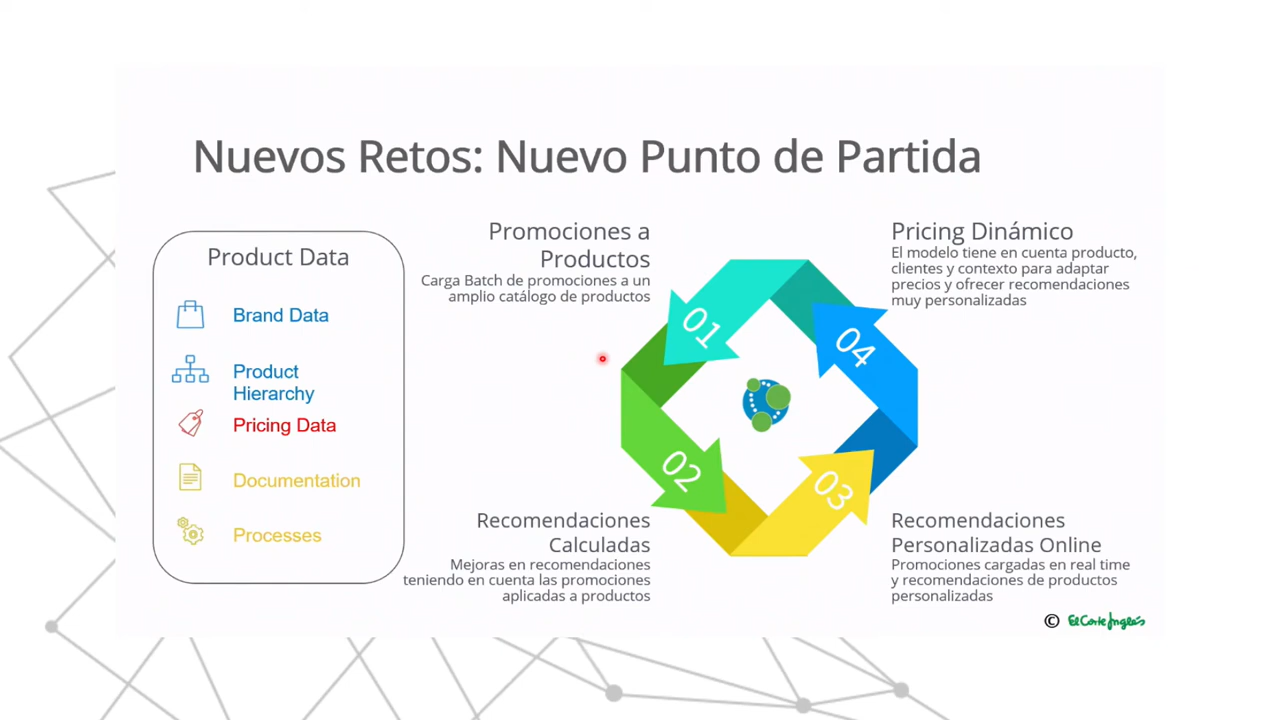 Nuevos Retos: Nuevo Punto de Partida
Product Data
Brand Data
Product
Hierarchy
Pricing Data
Documentation
Processes
Promociones a
Productos
Carga Batch de promociones a un
amplio catálogo de productos
Pricing Dinámico
El modelo tiene en cuenta producto,
clientes y contexto para adaptar
precios y ofrecer recomendaciones
muy personalizadas
01
04
02
03
Recomendaciones
Calculadas
Mejoras en recomendaciones
teniendo en cuenta las promociones
aplicadas a productos
Recomendaciones
Personalizadas Online
Promociones cargadas en real time
y recomendaciones de productos
personalizadas
© El Corte Inglés